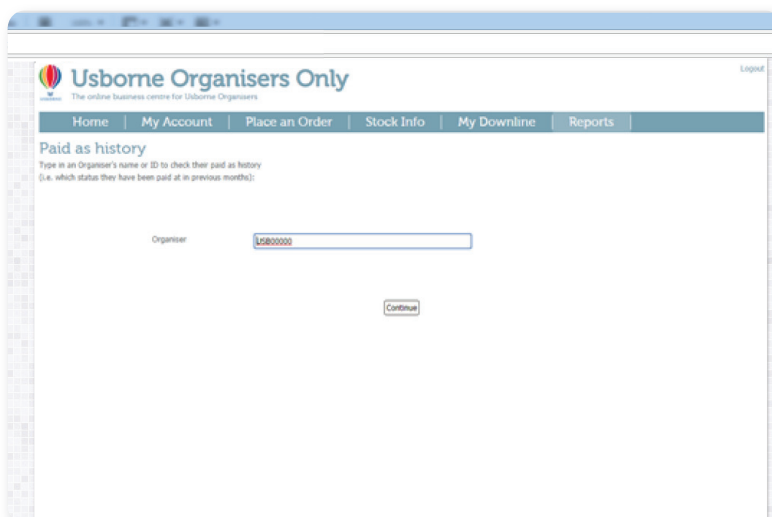 Logout
Usborne Organisers Only
The online business centre for Usborne Organisers
Home My Account Place an Order Stock Info My Downline Reports
Paid as history
Type in an Organiser's name or ID to check their paid as history
(i.e. which status they have been paid at in previous months):
Organiser USB00000
Continue